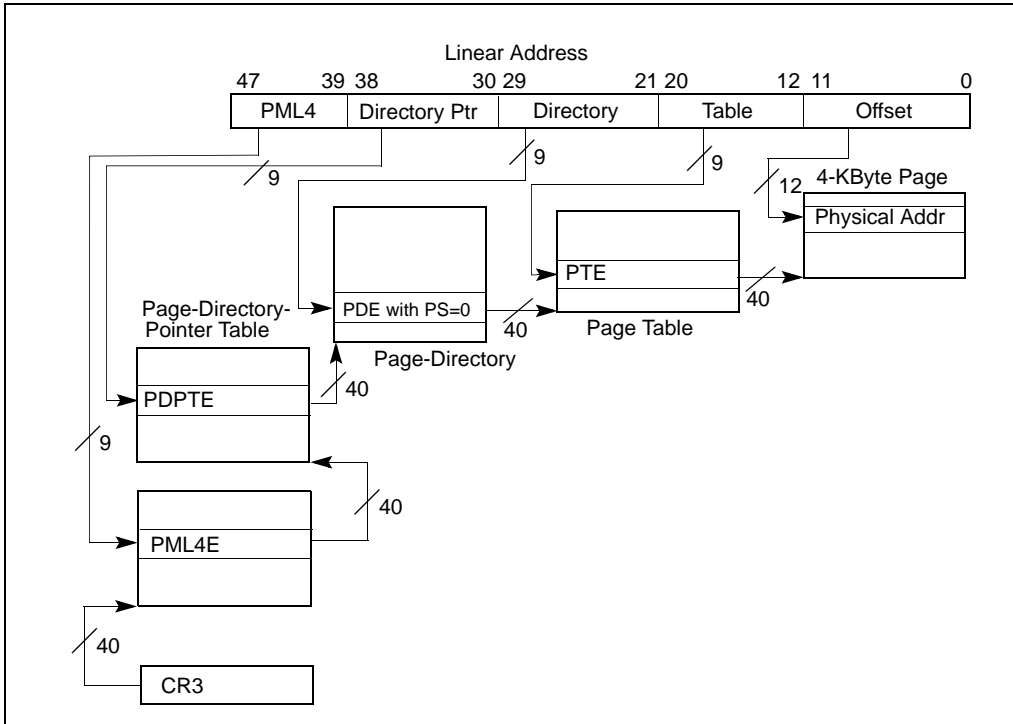 Linear Address
47 39 38 30 29 21 20 12 11 0
PML4 Directory Ptr Directory Table Offset
9 9 9 12 4-KByte Page
Physical Addr
PTE
40
Page-Directory-
Pointer Table
PDE with PS=0
40
Page Table
Page-Directory
40
PDPTE
9
40
PML4E
40
CR3